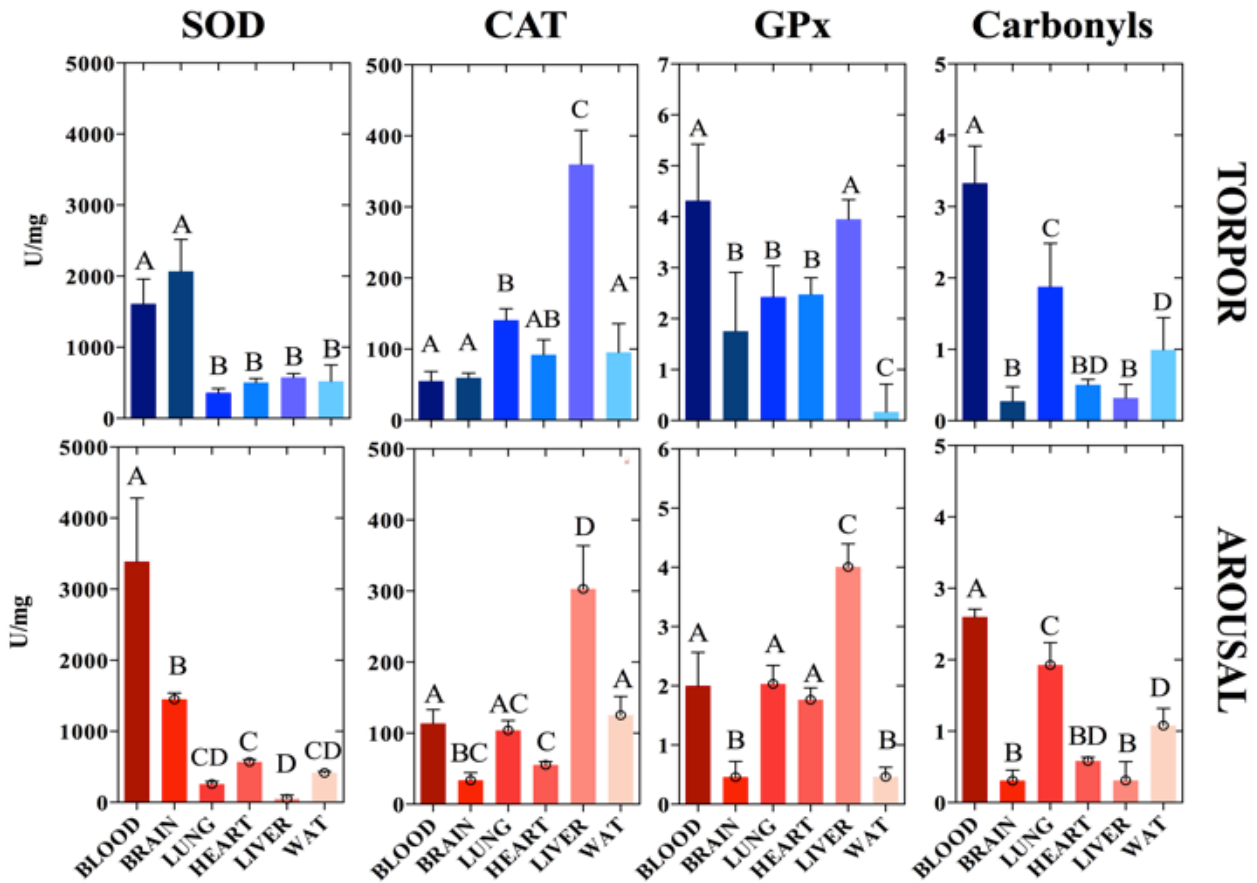 SOD CAT GPx Carbonyls
5000 4000 3000 2000 1000 0
U/mg
A A B B B B
500 400 300 200 100 0
A A B AB C A
7 6 5 4 3 2 1 0
A B B B A C
5 4 3 2 1 0
A B C BD B D
TORPOR
5000 4000 3000 2000 1000 0
U/mg
A B CD C D CD
500 400 300 200 100 0
A BC AC C D A
6 5 4 3 2 1 0
A B A A C B
5 4 3 2 1 0
A B C BD B D
AROUSAL
BLOOD BRAIN LUNG HEART LIVER WAT
BLOOD BRAIN LUNG HEART LIVER WAT
BLOOD BRAIN LUNG HEART LIVER WAT
BLOOD BRAIN LUNG HEART LIVER WAT